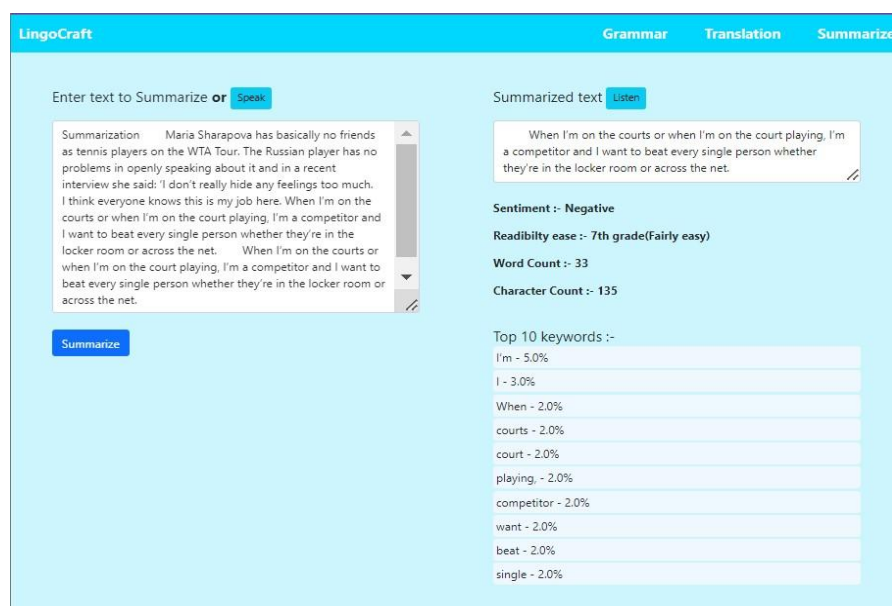 LingoCraft Grammar Translation Summarize
Enter text to Summarize or Speak
Summarization Maria Sharapova has basically no friends
as tennis players on the WTA Tour. The Russian player has no
problems in openly speaking about it and in a recent
interview she said: 'I don't really hide any feelings too much.
I think everyone knows this is my job here. When I'm on the
courts or when I'm on the court playing, I'm a competitor and
I want to beat every single person whether they're in the
locker room or across the net. When I'm on the courts or
when I'm on the court playing, I'm a competitor and I want to
beat every single person whether they're in the locker room or
across the net.
Summarize
Summarized text Listen
When I'm on the courts or when I'm on the court playing, I'm
a competitor and I want to beat every single person whether
they're in the locker room or across the net.
Sentiment :- Negative
Readibilty ease :- 7th grade(Fairly easy)
Word Count :- 33
Character Count :- 135
Top 10 keywords :-
I'm - 5.0%
I - 3.0%
When - 2.0%
courts - 2.0%
court - 2.0%
playing, - 2.0%
competitor - 2.0%
want - 2.0%
beat - 2.0%
single - 2.0%